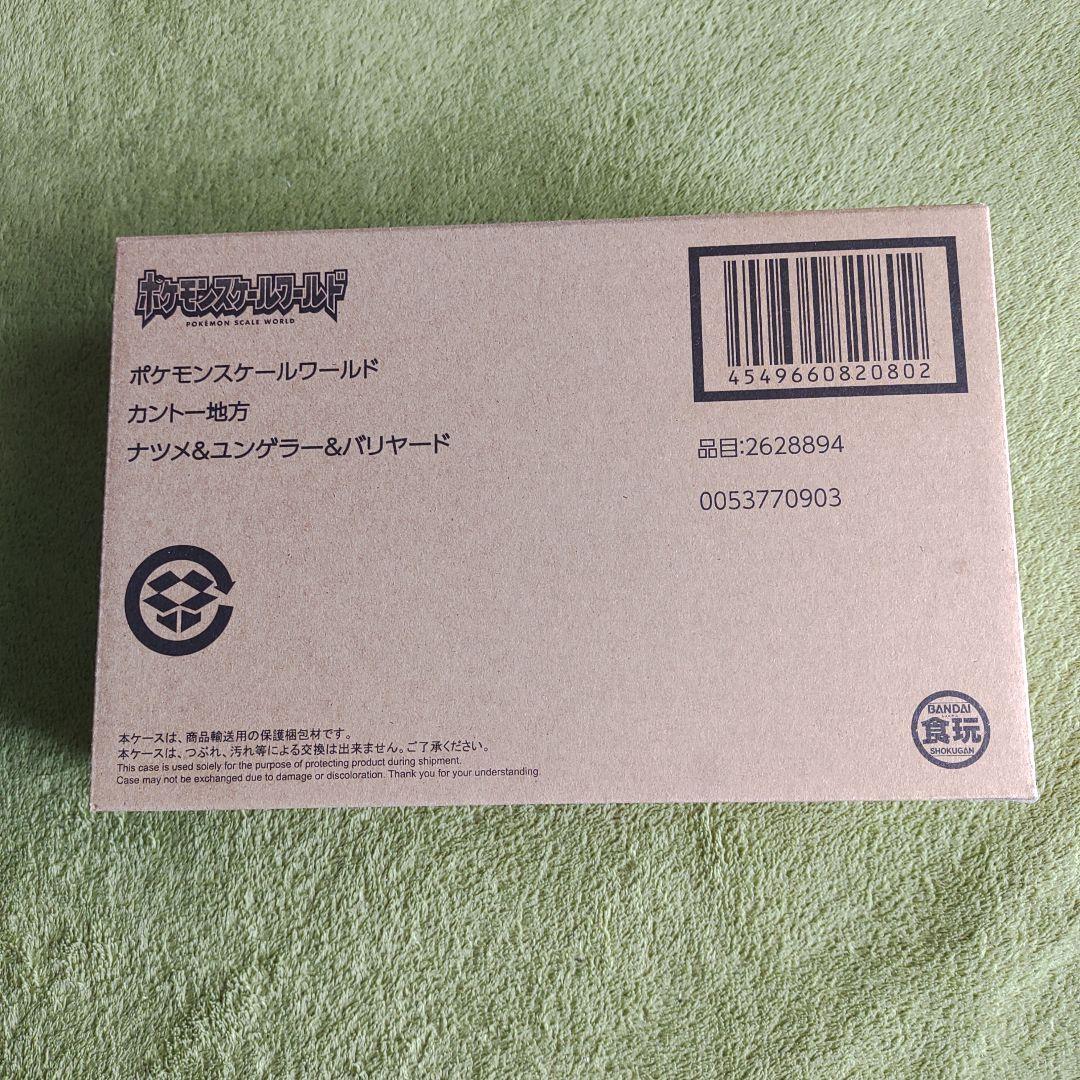 ポケモンスケールワールド
POKÉMON SCALE WORLD
ポケモンスケールワールド
カントー地方
ナツメ&ユンゲラー&バリヤード
4549660820802
品目:2628894
0053770903
本ケースは、商品輸送用の保護梱包材です。
本ケースは、つぶれ、汚れ等による交換は出来ません。ご了承ください。
This case is used solely for the purpose of protecting product during shipment.
Case may not be exchanged due to damage or discoloration. Thank you for your understanding.
BANDAI
食玩
SHOKUGAN